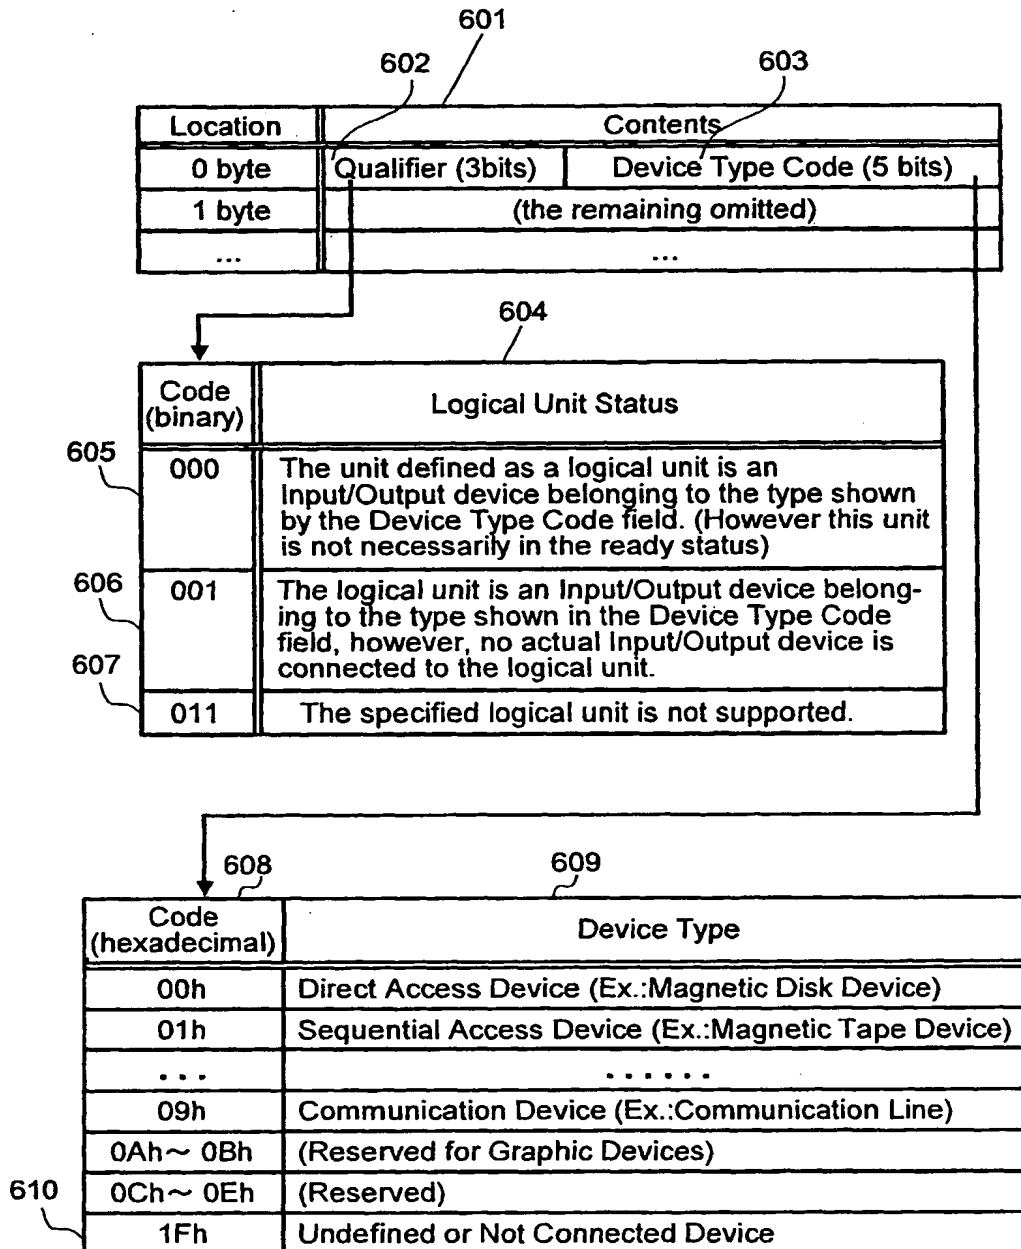 601
602
603
Location Contents
0 byte Qualifier (3bits) Device Type Code (5 bits)
1 byte (the remaining omitted)
... ...
604
Code
(binary) Logical Unit Status
605
000 The unit defined as a logical unit is an
Input/Output device belonging to the type shown
by the Device Type Code field. (However this unit
is not necessarily in the ready status)
606
001 The logical unit is an Input/Output device belong-
ing to the type shown in the Device Type Code
field, however, no actual Input/Output device is
connected to the logical unit.
607
011 The specified logical unit is not supported.
608
609
Code
(hexadecimal) Device Type
00h Direct Access Device (Ex.:Magnetic Disk Device)
01h Sequential Access Device (Ex.:Magnetic Tape Device)
. . . . . . . . .
09h Communication Device (Ex.:Communication Line)
0Ah~ 0Bh (Reserved for Graphic Devices)
0Ch~ 0Eh (Reserved)
610
1Fh Undefined or Not Connected Device